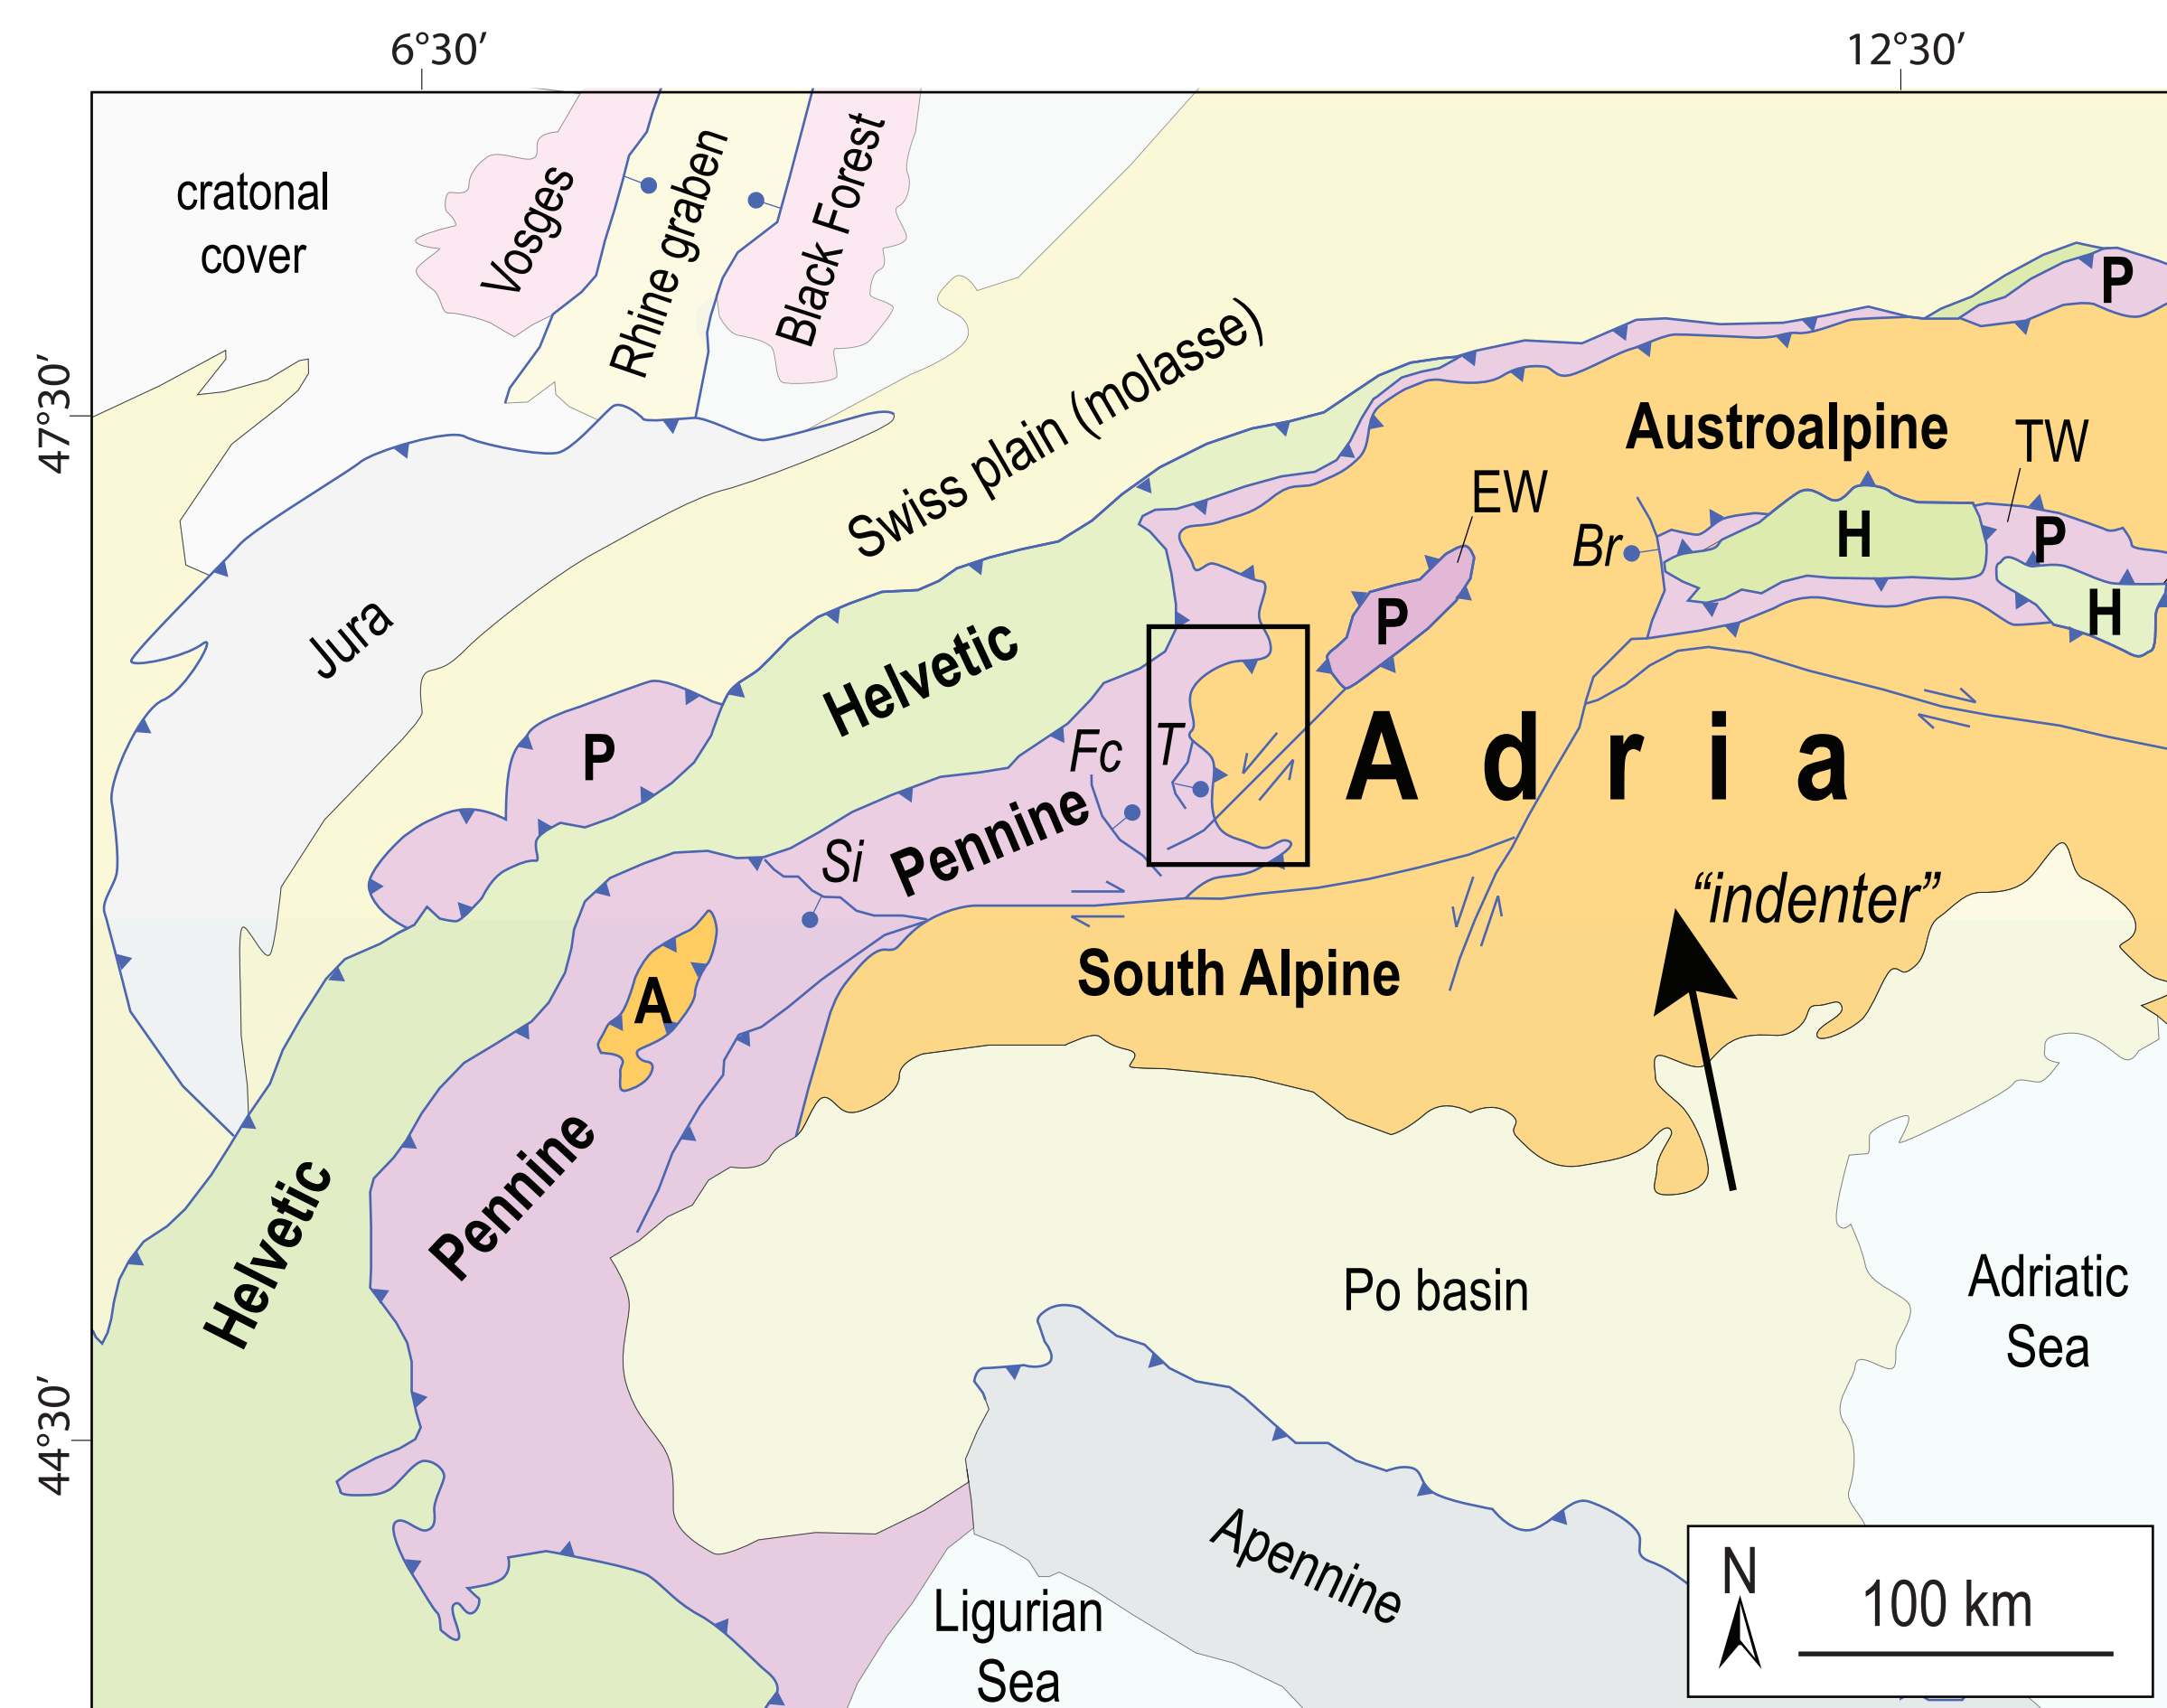 6°30′
12°30′
47°30′
44°30′
cratonal
cover
Vosges
Rhine graben
Black Forest
Swiss plain (molasse)
Jura
P
Austroalpine
TW
EW
Br
H
P
H
P
Helvetic
P
Fc
T
Adria
Si
Pennine
"indenter"
South Alpine
A
Pennine
Helvetic
Po basin
Adriatic
Sea
Apennine
Ligurian
Sea
N
100 km